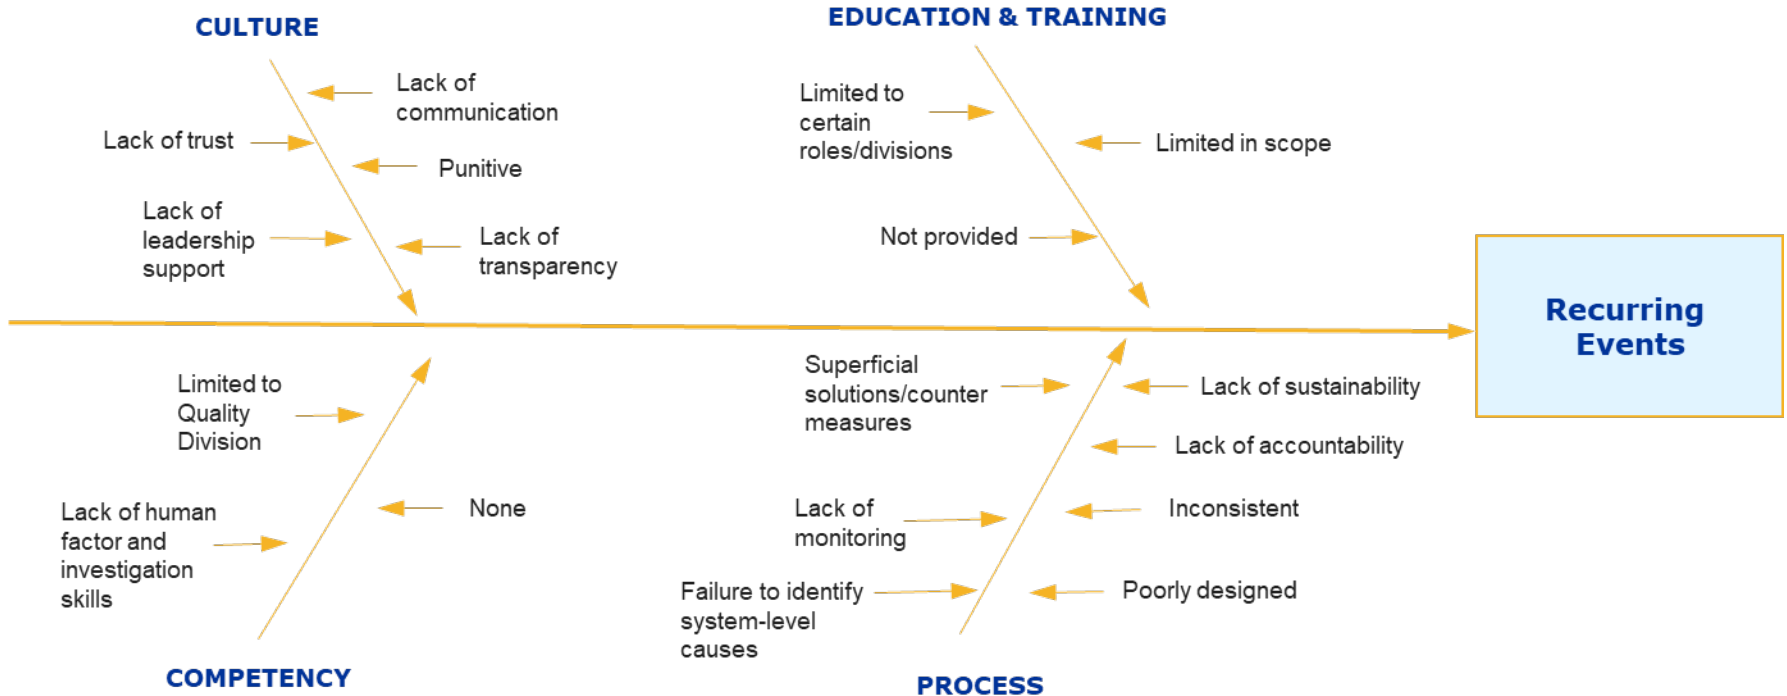 CULTURE
Lack of
communication
Lack of trust
Punitive
Lack of
leadership
support
Lack of
transparency
EDUCATION & TRAINING
Limited to
certain
roles/divisions
Limited in scope
Not provided
Recurring
Events
Limited to
Quality
Division
None
Lack of human
factor and
investigation
skills
COMPETENCY
Superficial
solutions/counter
measures
Lack of sustainability
Lack of accountability
Lack of
monitoring
Inconsistent
Failure to identify
system-level
causes
Poorly designed
PROCESS